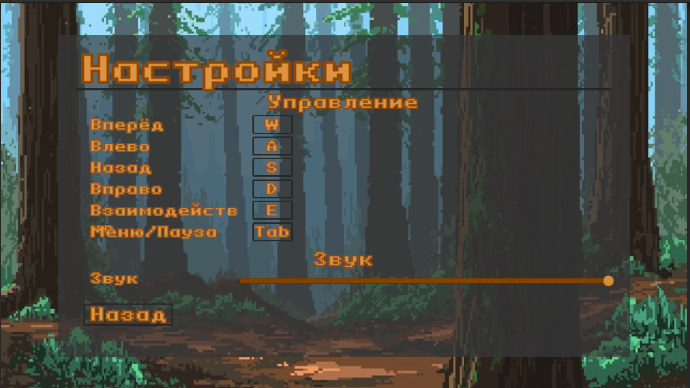 Настройки
Управление
Вперёд W
Влево A
Назад S
Вправо D
Взаимодейств E
Меню/Пауза Tab
Звук
Звук
Назад